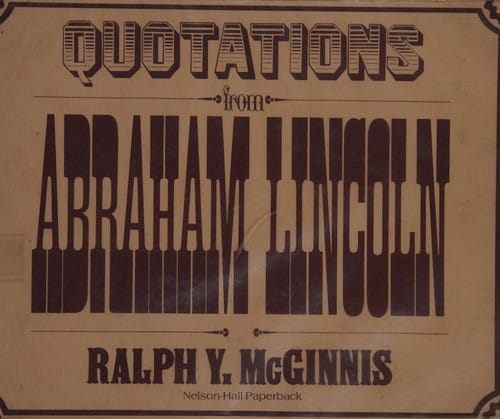 QUOTATIONS
from
ABRAHAM LINCOLN
RALPH Y. McGINNIS
Nelson-Hall Paperback